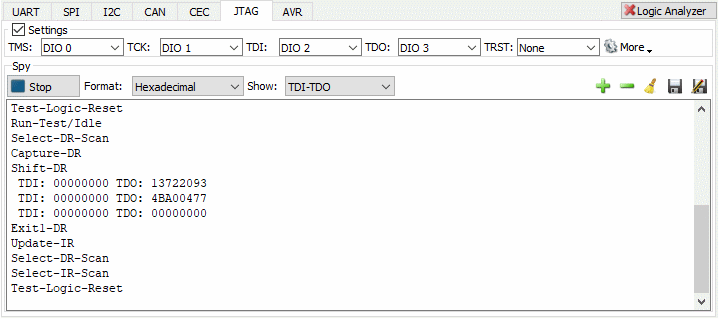 UART SPI I2C CAN CEC JTAG AVR Logic Analyzer
Settings
TMS: DIO 0 TCK: DIO 1 TDI: DIO 2 TDO: DIO 3 TRST: None More
Spy
Stop Format: Hexadecimal Show: TDI-TDO
Test-Logic-Reset
Run-Test/Idle
Select-DR-Scan
Capture-DR
Shift-DR
TDI: 00000000 TDO: 13722093
TDI: 00000000 TDO: 4BA00477
TDI: 00000000 TDO: 00000000
Exit1-DR
Update-IR
Select-DR-Scan
Select-IR-Scan
Test-Logic-Reset